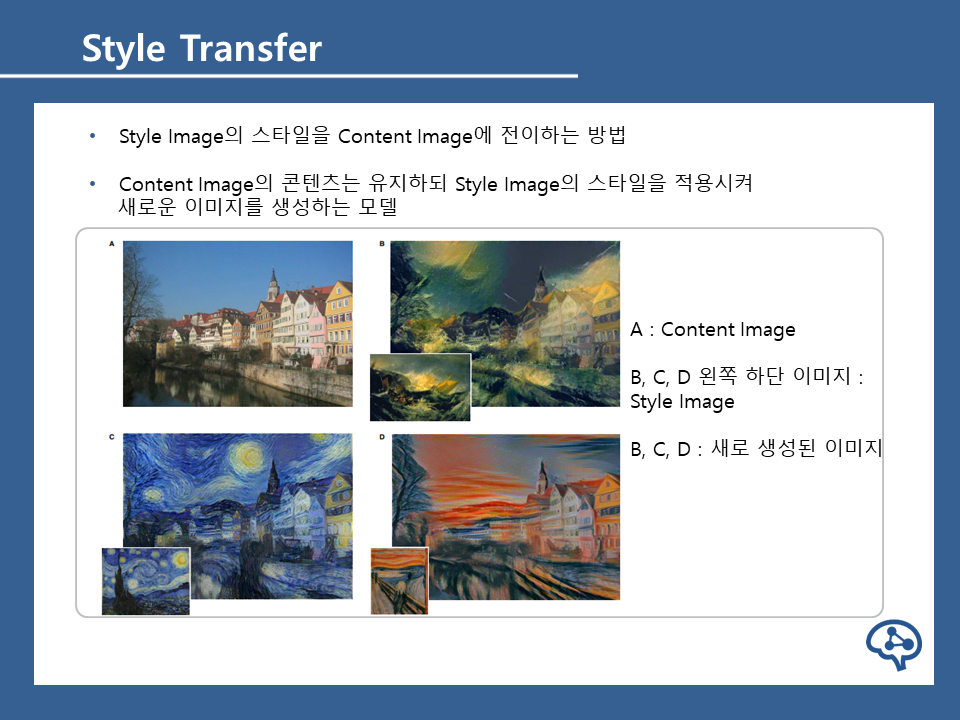 Style Transfer
• Style Image의 스타일을 Content Image에 전이하는 방법
• Content Image의 콘텐츠는 유지하되 Style Image의 스타일을 적용시켜
새로운 이미지를 생성하는 모델
A
B
A : Content Image
B, C, D 왼쪽 하단 이미지 :
Style Image
B, C, D : 새로 생성된 이미지
C
D